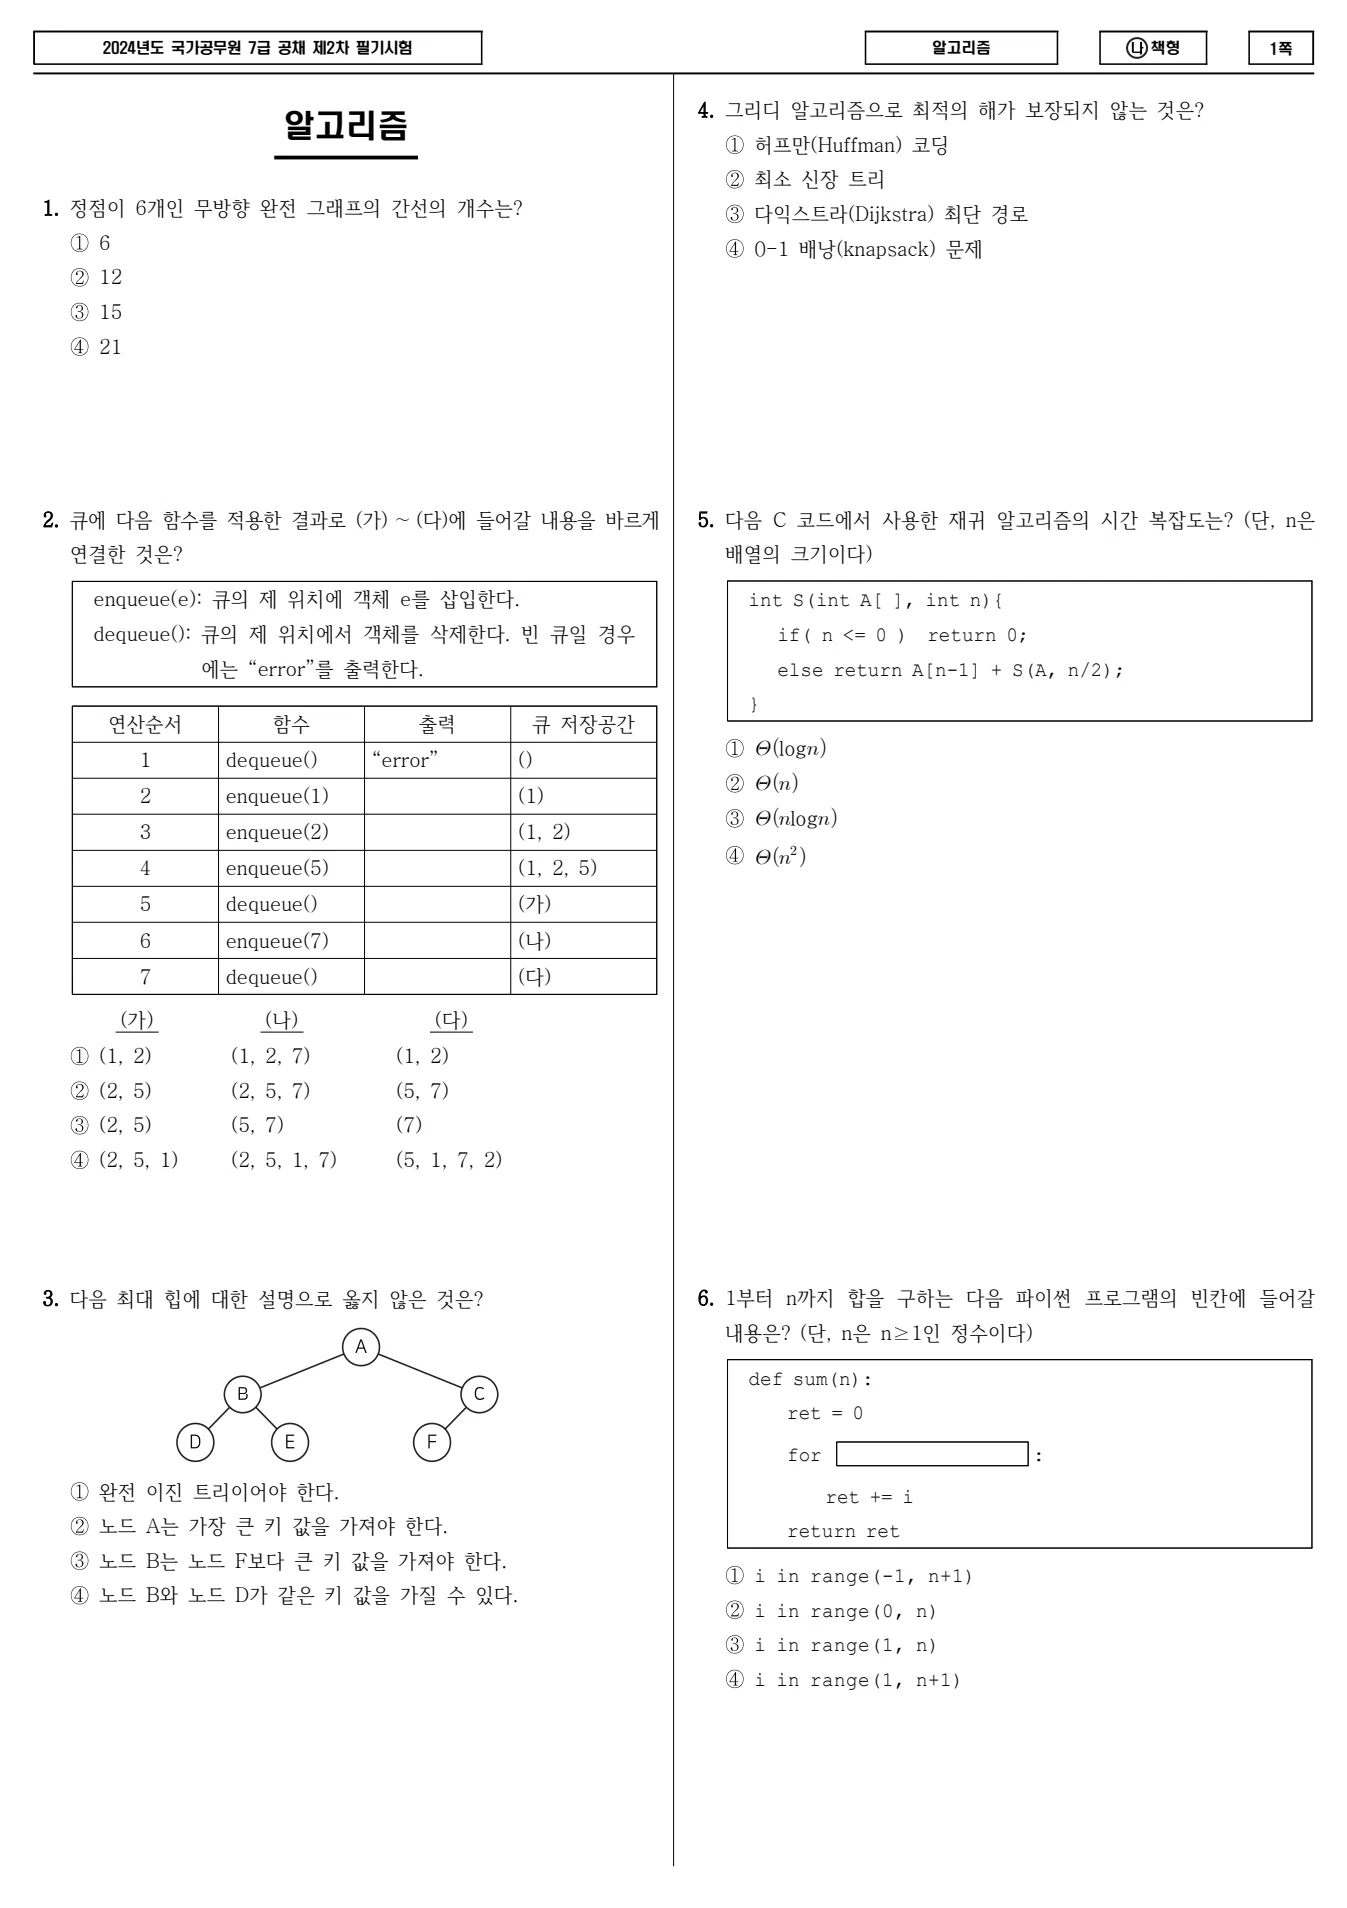 2024년도 국가공무원 7급 공채 제2차 필기시험
알고리즘
㉯책형
1쪽
알고리즘
1. 정점이 6개인 무방향 완전 그래프의 간선의 개수는?
① 6
② 12
③ 15
④ 21
2. 큐에 다음 함수를 적용한 결과로 (가) ~ (다)에 들어갈 내용을 바르게
연결한 것은?
enqueue(e): 큐의 제 위치에 객체 e를 삽입한다.
dequeue(): 큐의 제 위치에서 객체를 삭제한다. 빈 큐일 경우
에는 “error”를 출력한다.
연산순서 함수 출력 큐 저장공간
1 dequeue() “error” ()
2 enqueue(1) (1)
3 enqueue(2) (1, 2)
4 enqueue(5) (1, 2, 5)
5 dequeue() (가)
6 enqueue(7) (나)
7 dequeue() (다)
(가) (나) (다)
① (1, 2) (1, 2, 7) (1, 2)
② (2, 5) (2, 5, 7) (5, 7)
③ (2, 5) (5, 7) (7)
④ (2, 5, 1) (2, 5, 1, 7) (5, 1, 7, 2)
3. 다음 최대 힙에 대한 설명으로 옳지 않은 것은?
A
B C
D E F
① 완전 이진 트리이어야 한다.
② 노드 A는 가장 큰 키 값을 가져야 한다.
③ 노드 B는 노드 F보다 큰 키 값을 가져야 한다.
④ 노드 B와 노드 D가 같은 키 값을 가질 수 있다.
4. 그리디 알고리즘으로 최적의 해가 보장되지 않는 것은?
① 허프만(Huffman) 코딩
② 최소 신장 트리
③ 다익스트라(Dijkstra) 최단 경로
④ 0-1 배낭(knapsack) 문제
5. 다음 C 코드에서 사용한 재귀 알고리즘의 시간 복잡도는? (단, n은
배열의 크기이다)
int S(int A[ ], int n){
if( n <= 0 ) return 0;
else return A[n-1] + S(A, n/2);
}
① Θ(logn)
② Θ(n)
③ Θ(nlogn)
④ Θ(n²)
6. 1부터 n까지 합을 구하는 다음 파이썬 프로그램의 빈칸에 들어갈
내용은? (단, n은 n≥1인 정수이다)
def sum(n):
ret = 0
for :
ret += i
return ret
① i in range(-1, n+1)
② i in range(0, n)
③ i in range(1, n)
④ i in range(1, n+1)